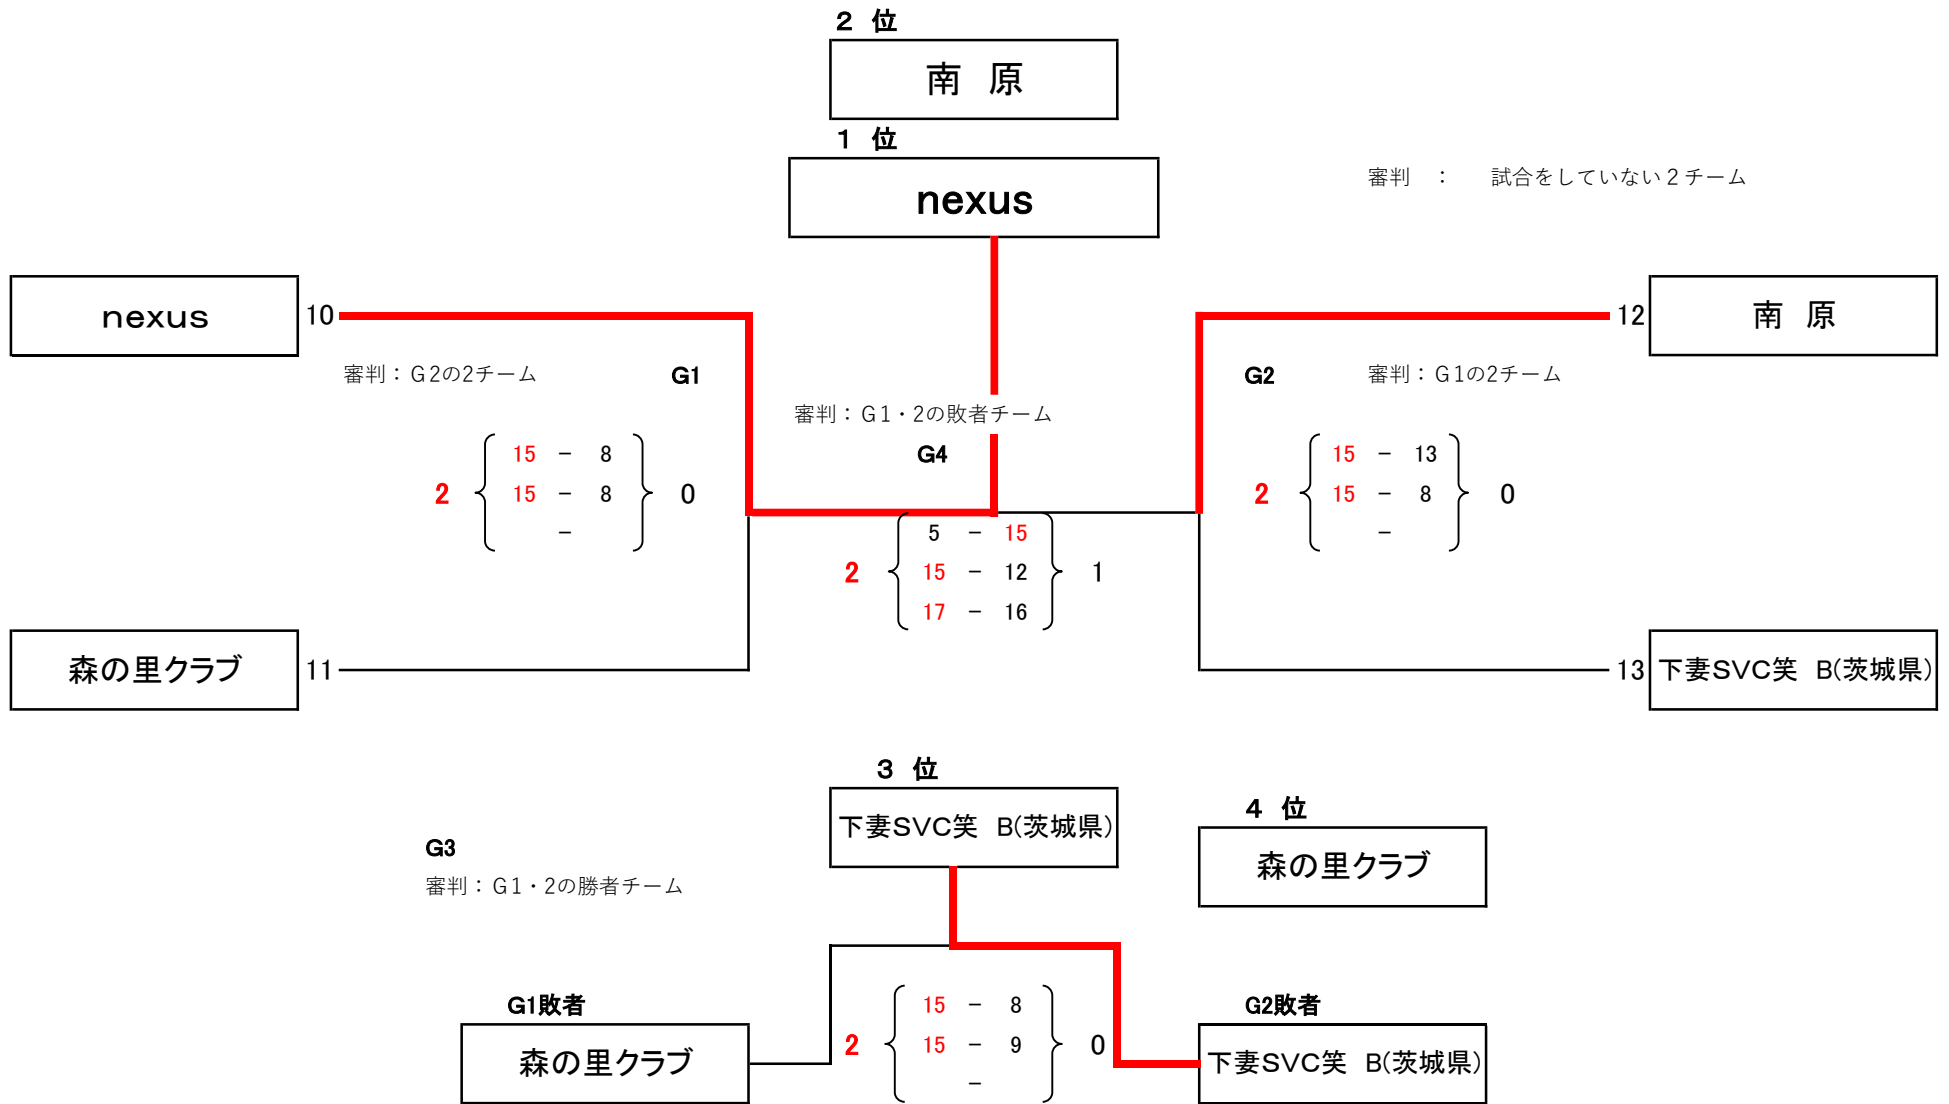 ２　位
南　原
１　位
nexus
審判　：　　試合をしていない２チーム
nexus
10
12
南　原
審判：Ｇ2の2チーム
G1
G2
審判：Ｇ1の2チーム
審判：Ｇ1・2の敗者チーム
G4
15 － 8
2 15 － 8 0
－
15 － 13
2 15 － 8 0
－
5 － 15
2 15 － 12 1
17 － 16
森の里クラブ
11
13
下妻SVC笑　B(茨城県)
３　位
下妻SVC笑　B(茨城県)
４　位
森の里クラブ
G3
審判：Ｇ1・2の勝者チーム
G1敗者
森の里クラブ
15 － 8
2 15 － 9 0
－
G2敗者
下妻SVC笑　B(茨城県)